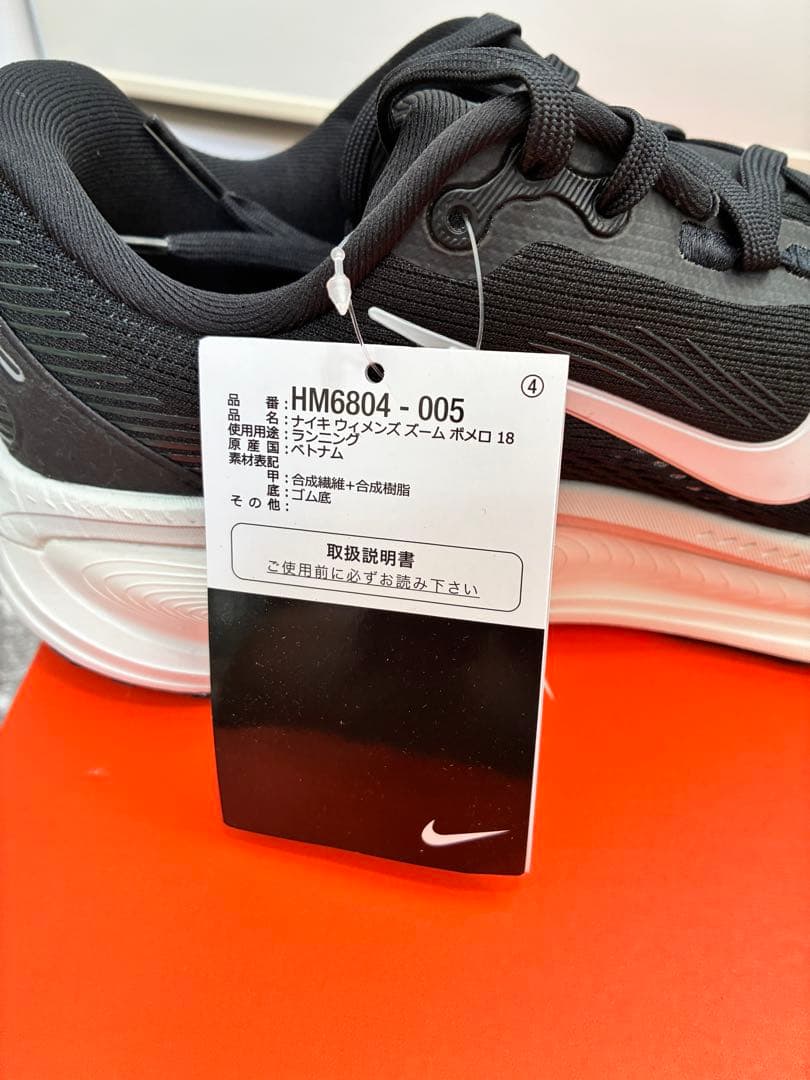 ④
品番:HM6804 - 005
品名:ナイキ ウィメンズ ズーム ボメロ 18
使用用途:ランニング
原産国:ベトナム
素材表記
甲:合成繊維+合成樹脂
底:ゴム底
その他:
取扱説明書
ご使用前に必ずお読み下さい